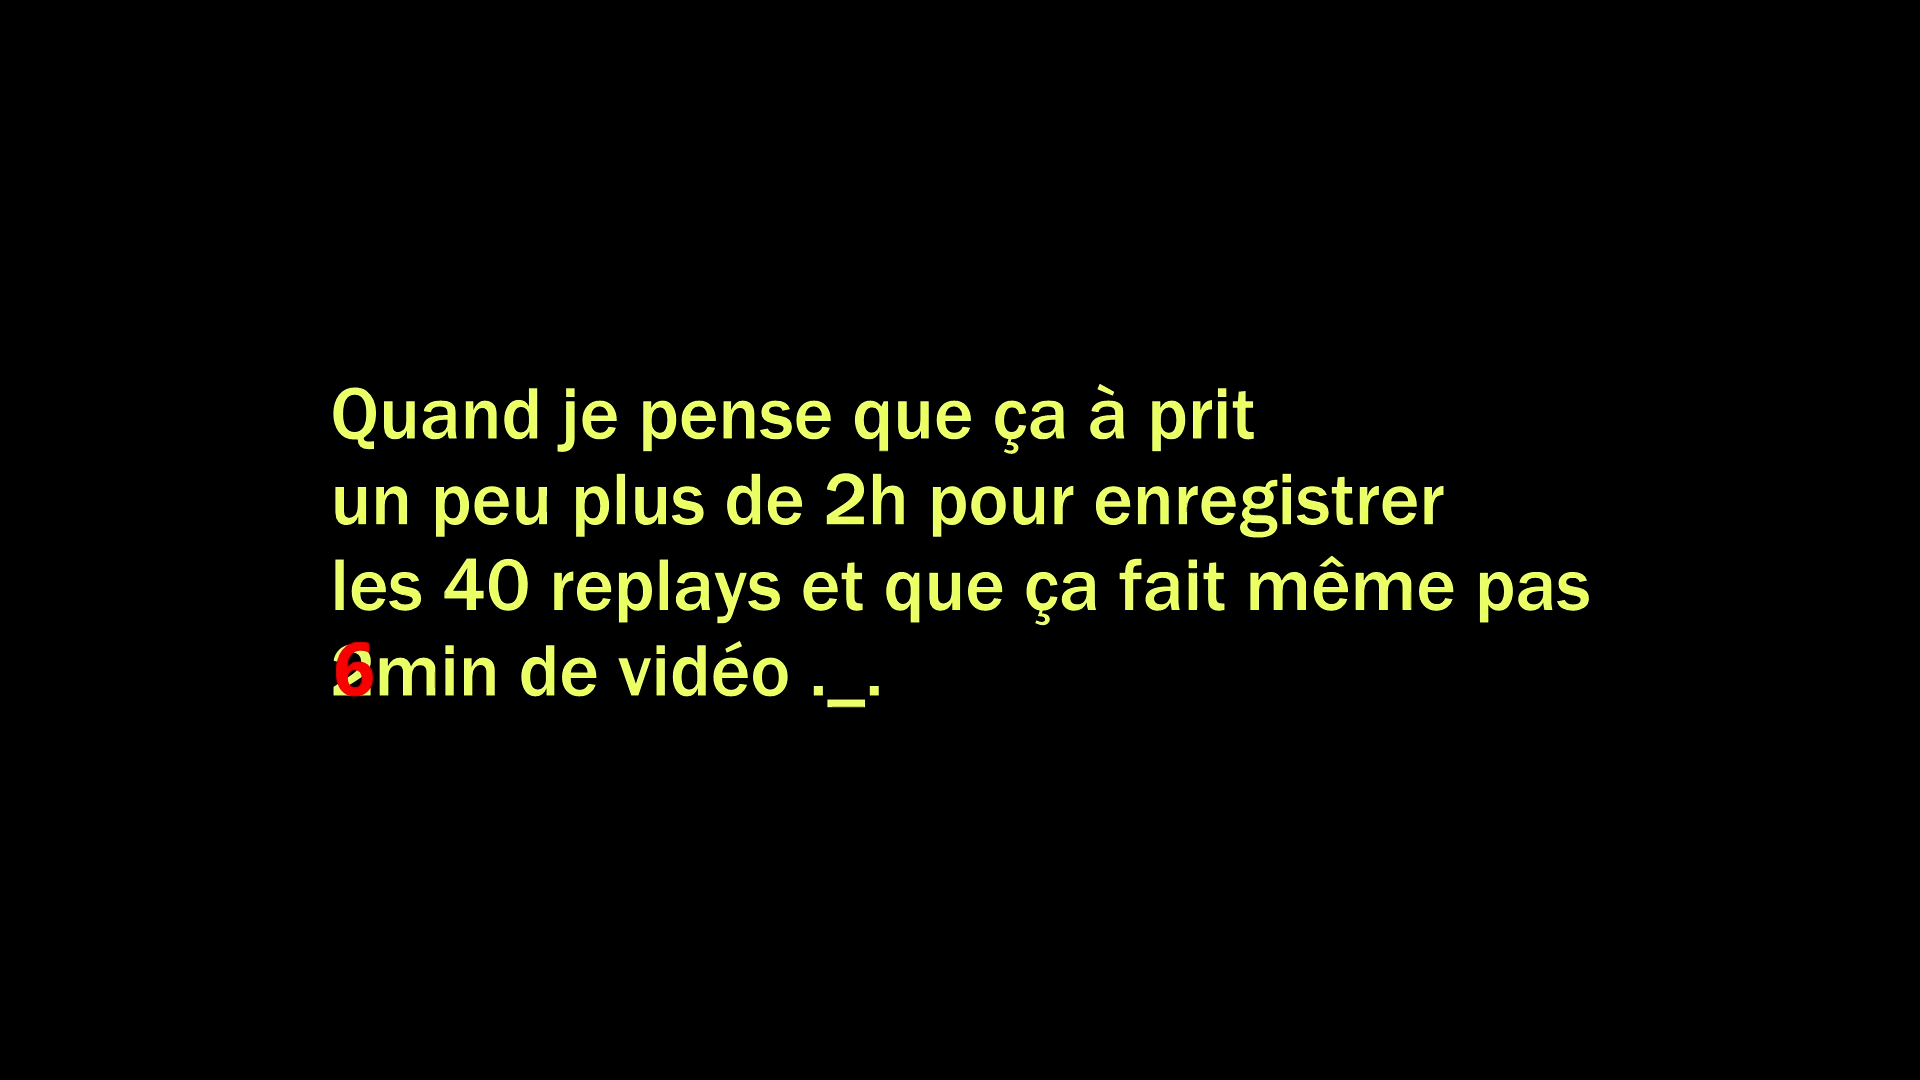 Quand je pense que ça à prit
un peu plus de 2h pour enregistrer
les 40 replays et que ça fait même pas
6min de vidéo ._.